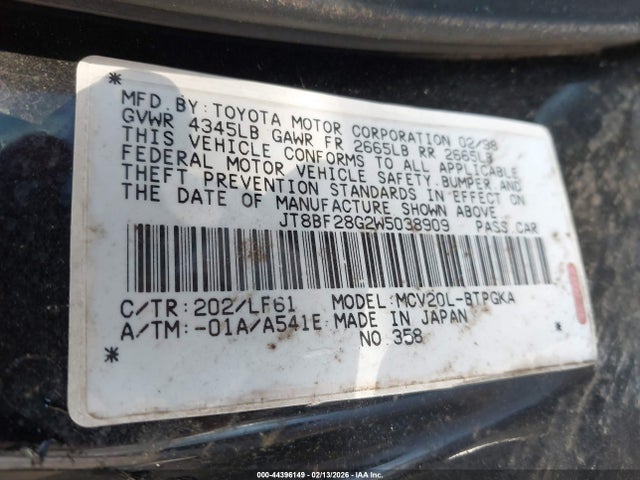 *
MFD.BY:TOYOTA MOTOR CORPORATION 02/98
GVWR 4345LB GAWR FR 2665LB RR 2665LB
THIS VEHICLE CONFORMS TO ALL APPLICABLE
FEDERAL MOTOR VEHICLE SAFETY,BUMPER AND
THEFT PREVENTION STANDARDS IN EFFECT ON
THE DATE OF MANUFACTURE SHOWN ABOVE
* JT8BF28G2W5038909 PASS.CAR
C/TR:202/LF61 MODEL:MCV20L-BTPGKA
A/TM:-01A/A541E MADE IN JAPAN
* NO.358
000-44396149 - 02/13/2026 - © IAA Holdings, LLC